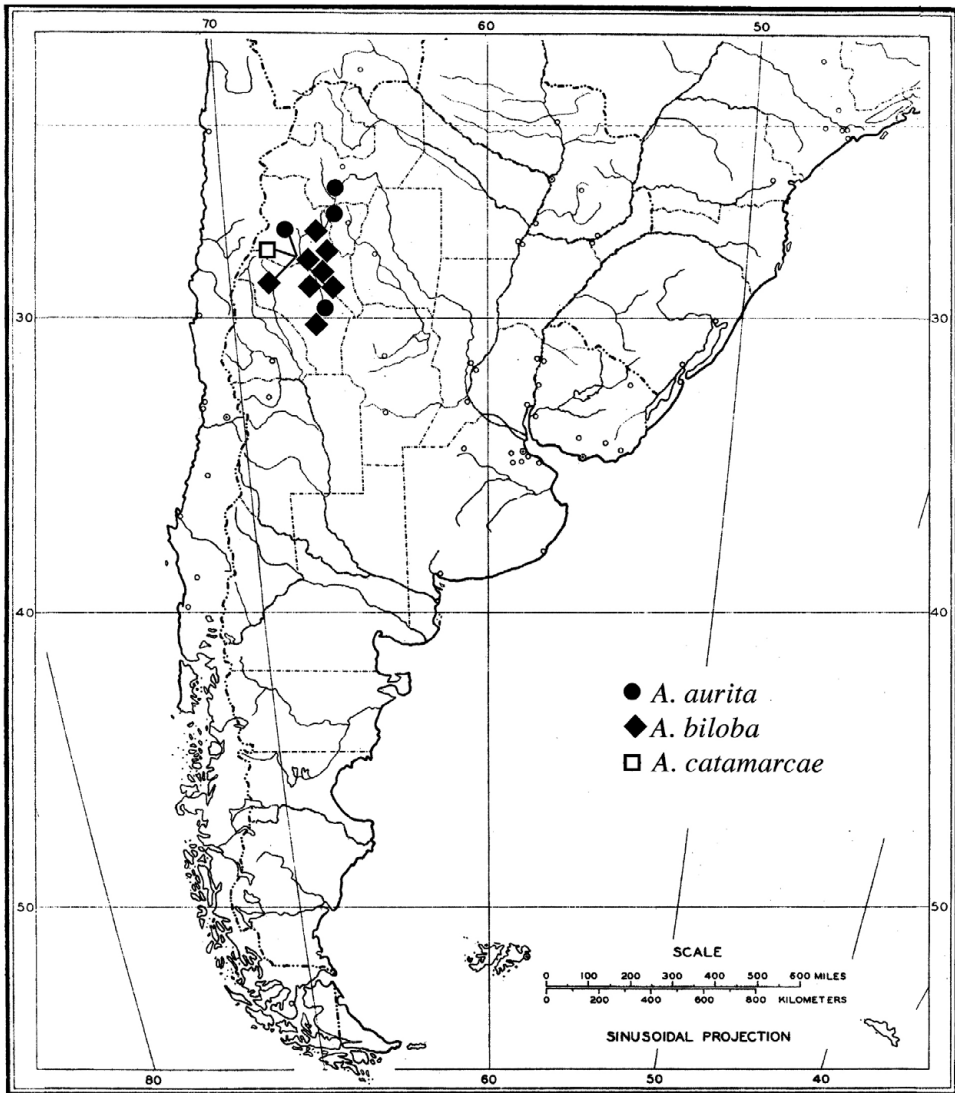 70 60 50
30 30
40 40
A. aurita
A. biloba
A. catamarcae
50 50
SCALE
0 100 200 300 400 500 600 MILES
0 200 400 600 800 KILOMETERS
SINUSOIDAL PROJECTION
80 60 50 40